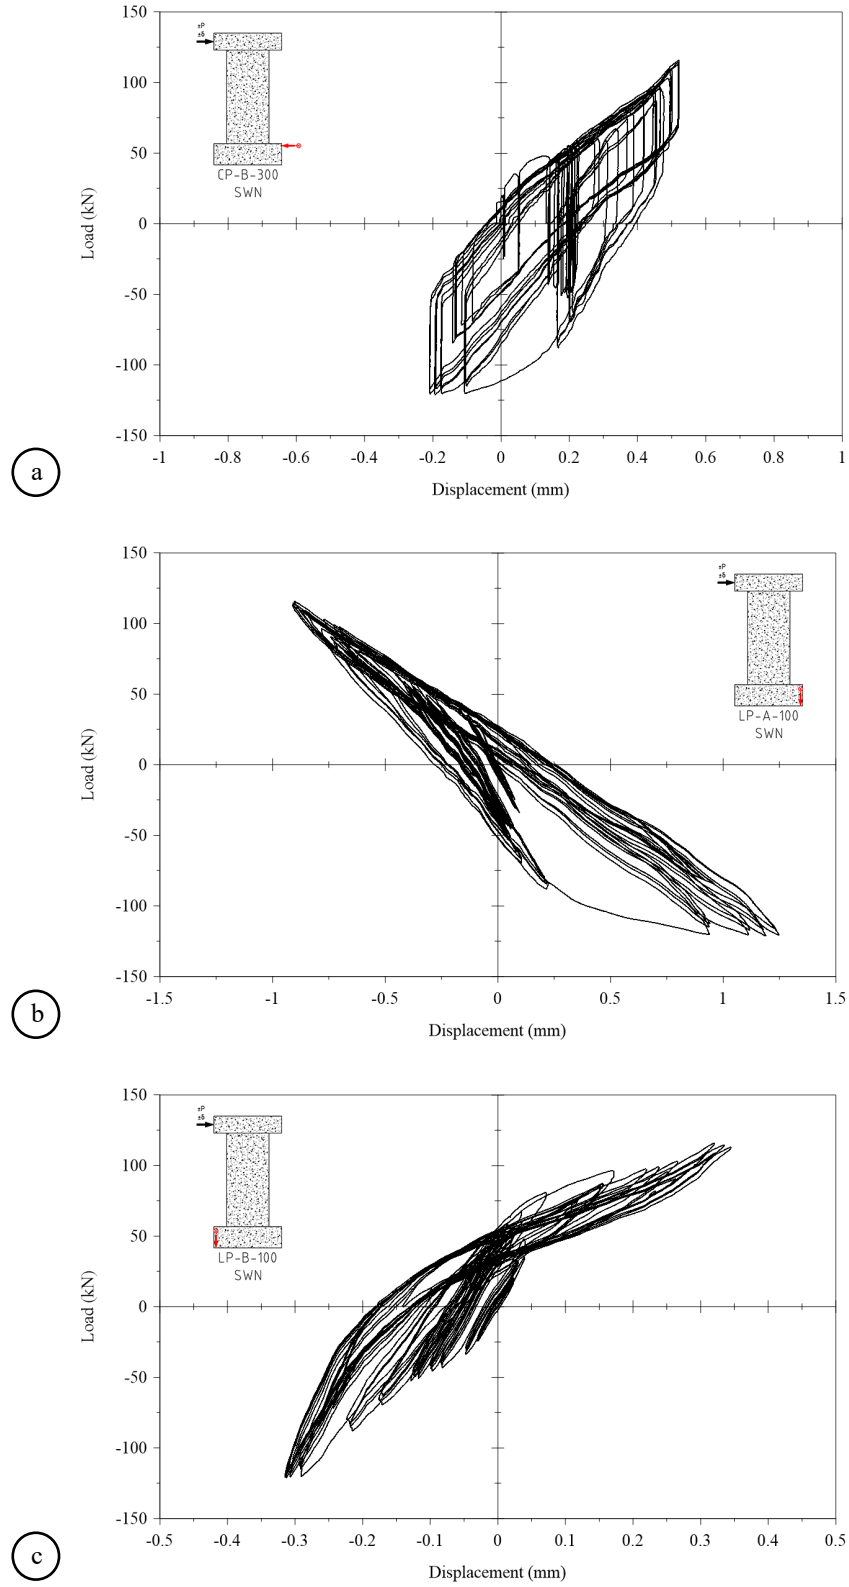 ±P
±δ
CP-B-300
SWN
150
100
50
0
-50
-100
-150
Load (kN)
-1 -0.8 -0.6 -0.4 -0.2 0 0.2 0.4 0.6 0.8 1
Displacement (mm)
a
±P
±δ
LP-A-100
SWN
150
100
50
0
-50
-100
-150
Load (kN)
-1.5 -1 -0.5 0 0.5 1 1.5
Displacement (mm)
b
±P
±δ
LP-B-100
SWN
150
100
50
0
-50
-100
-150
Load (kN)
-0.5 -0.4 -0.3 -0.2 -0.1 0 0.1 0.2 0.3 0.4 0.5
Displacement (mm)
c